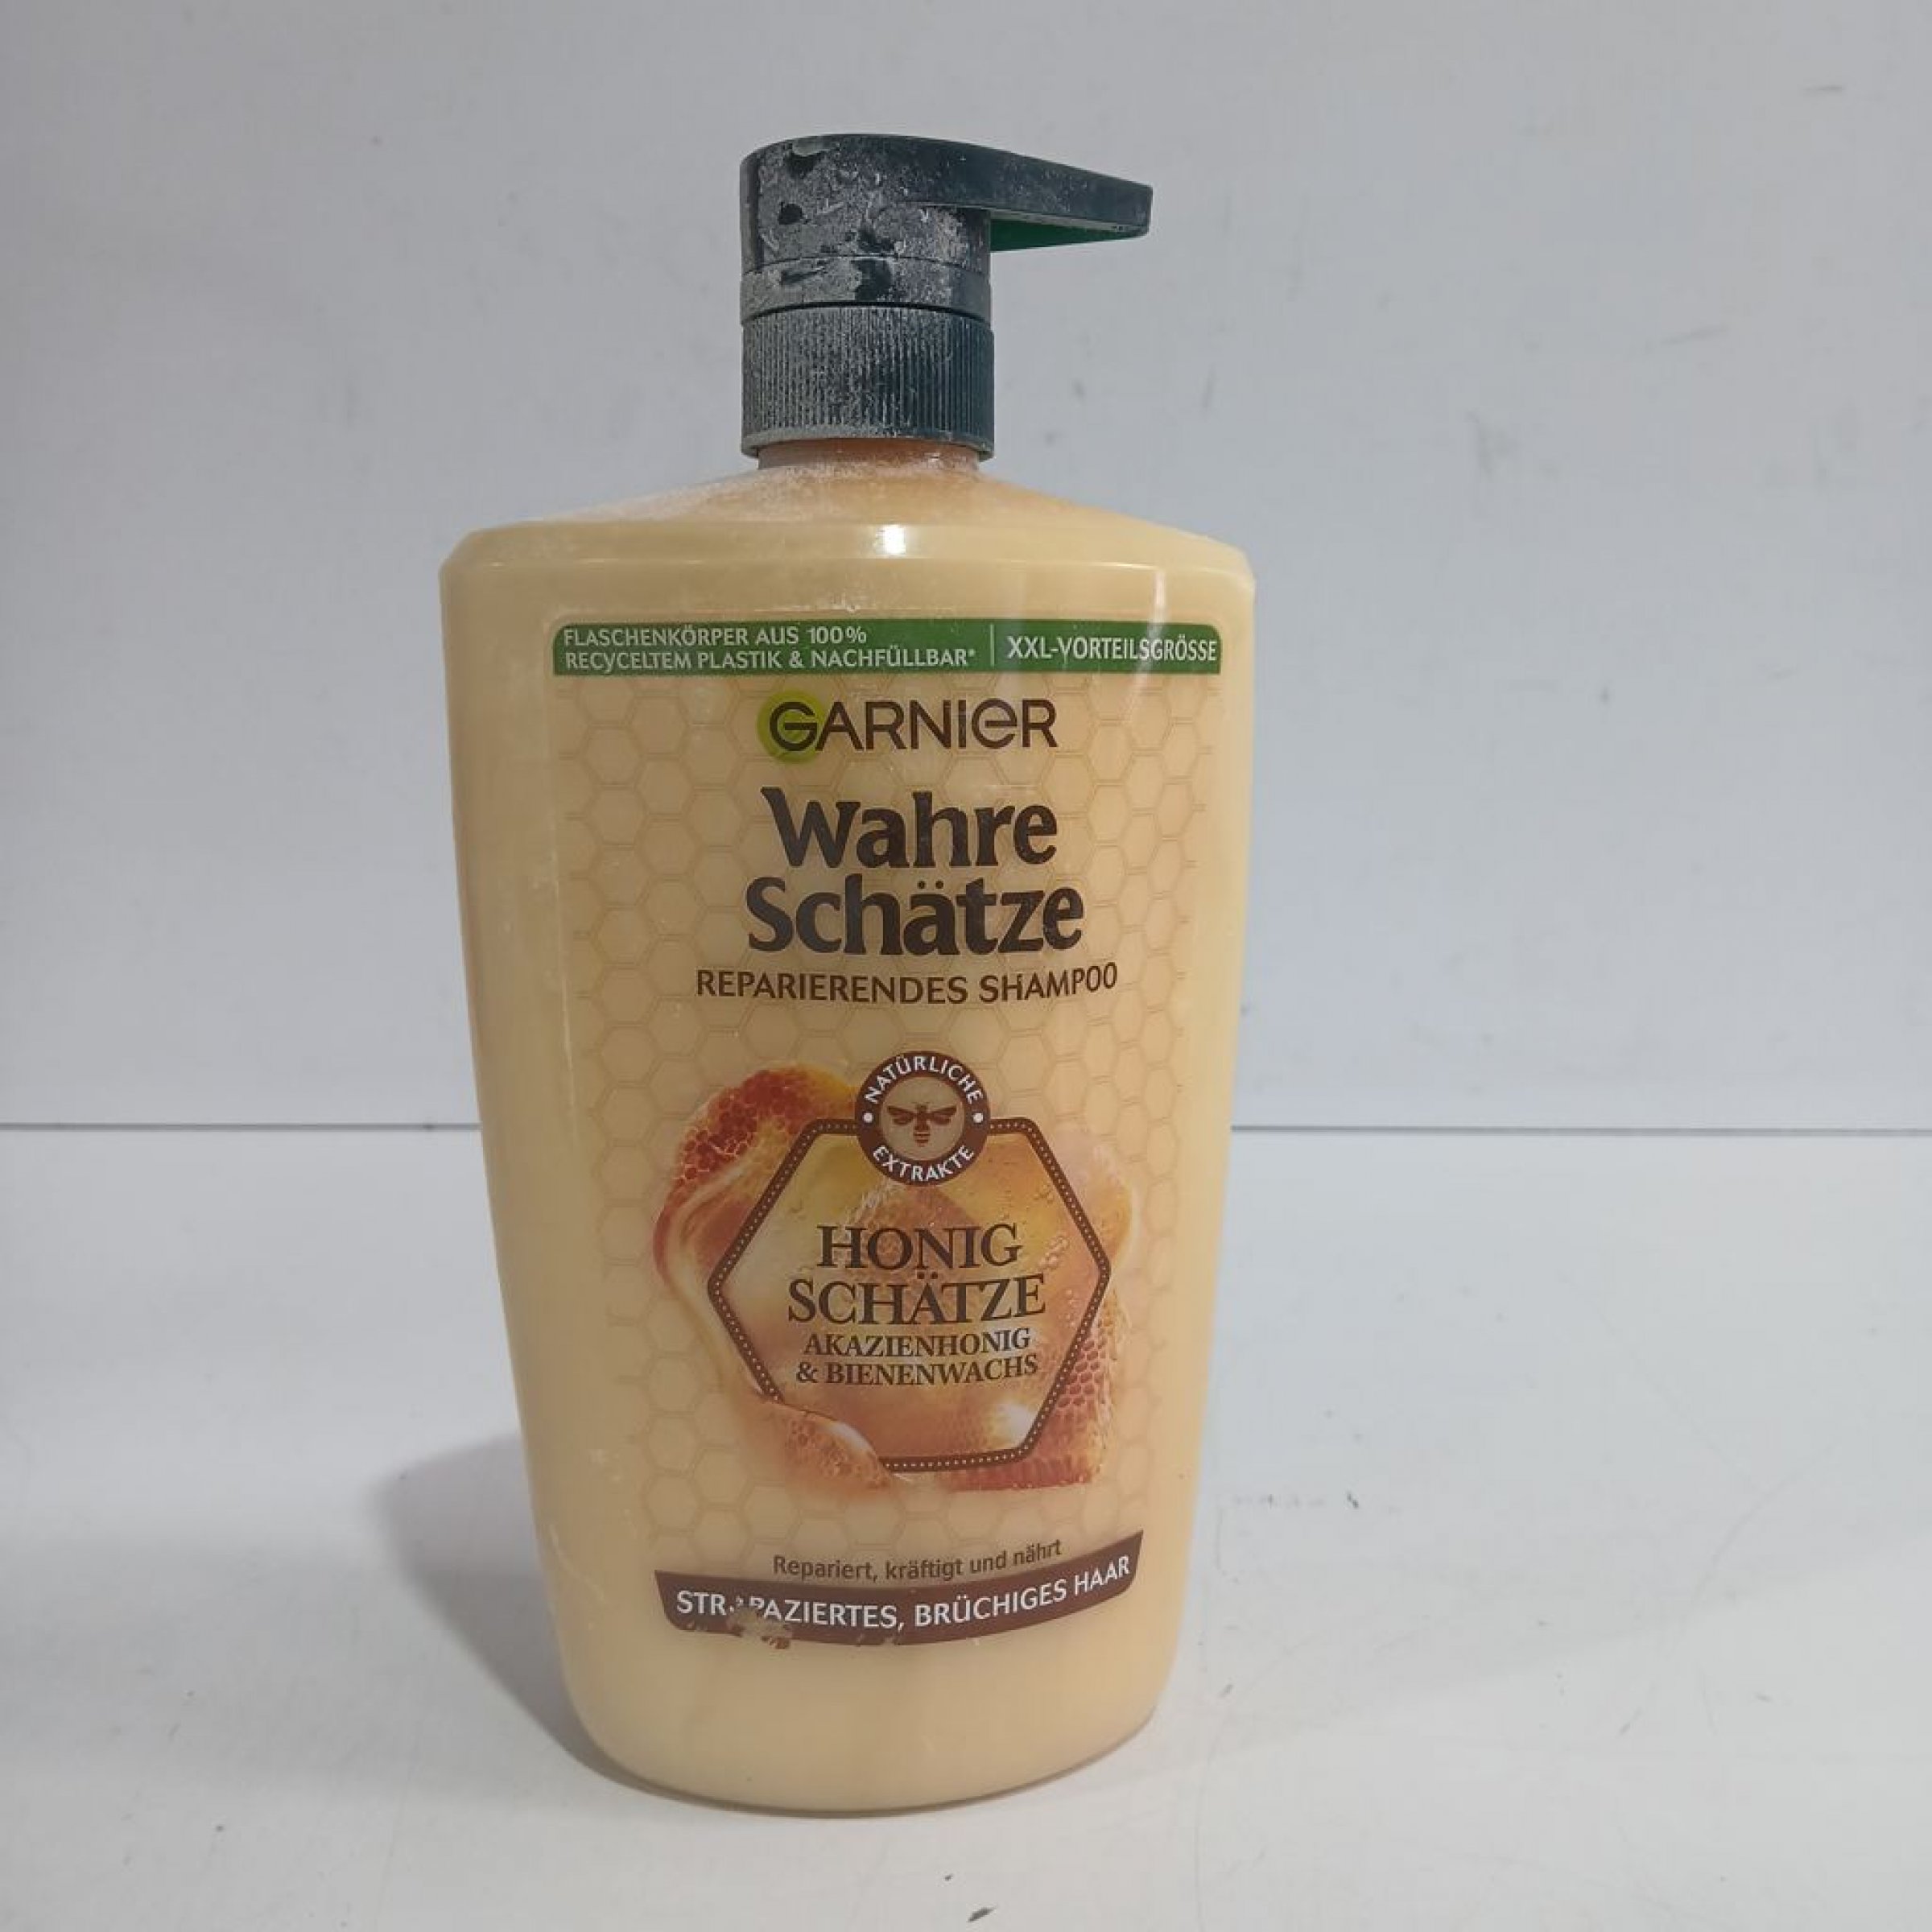 FLASCHENKÖRPER AUS 100%
RECYCELTEM PLASTIK & NACHFÜLLBAR*
XXL-VORTEILSGRÖSSE
GARNIER
Wahre
Schätze
REPARIERENDES SHAMPOO
NATÜRLICHE
EXTRAKTE
HONIG
SCHÄTZE
AKAZIENHONIG
& BIENENWACHS
Repariert, kräftigt und nährt
STRAPAZIERTES, BRÜCHIGES HAAR